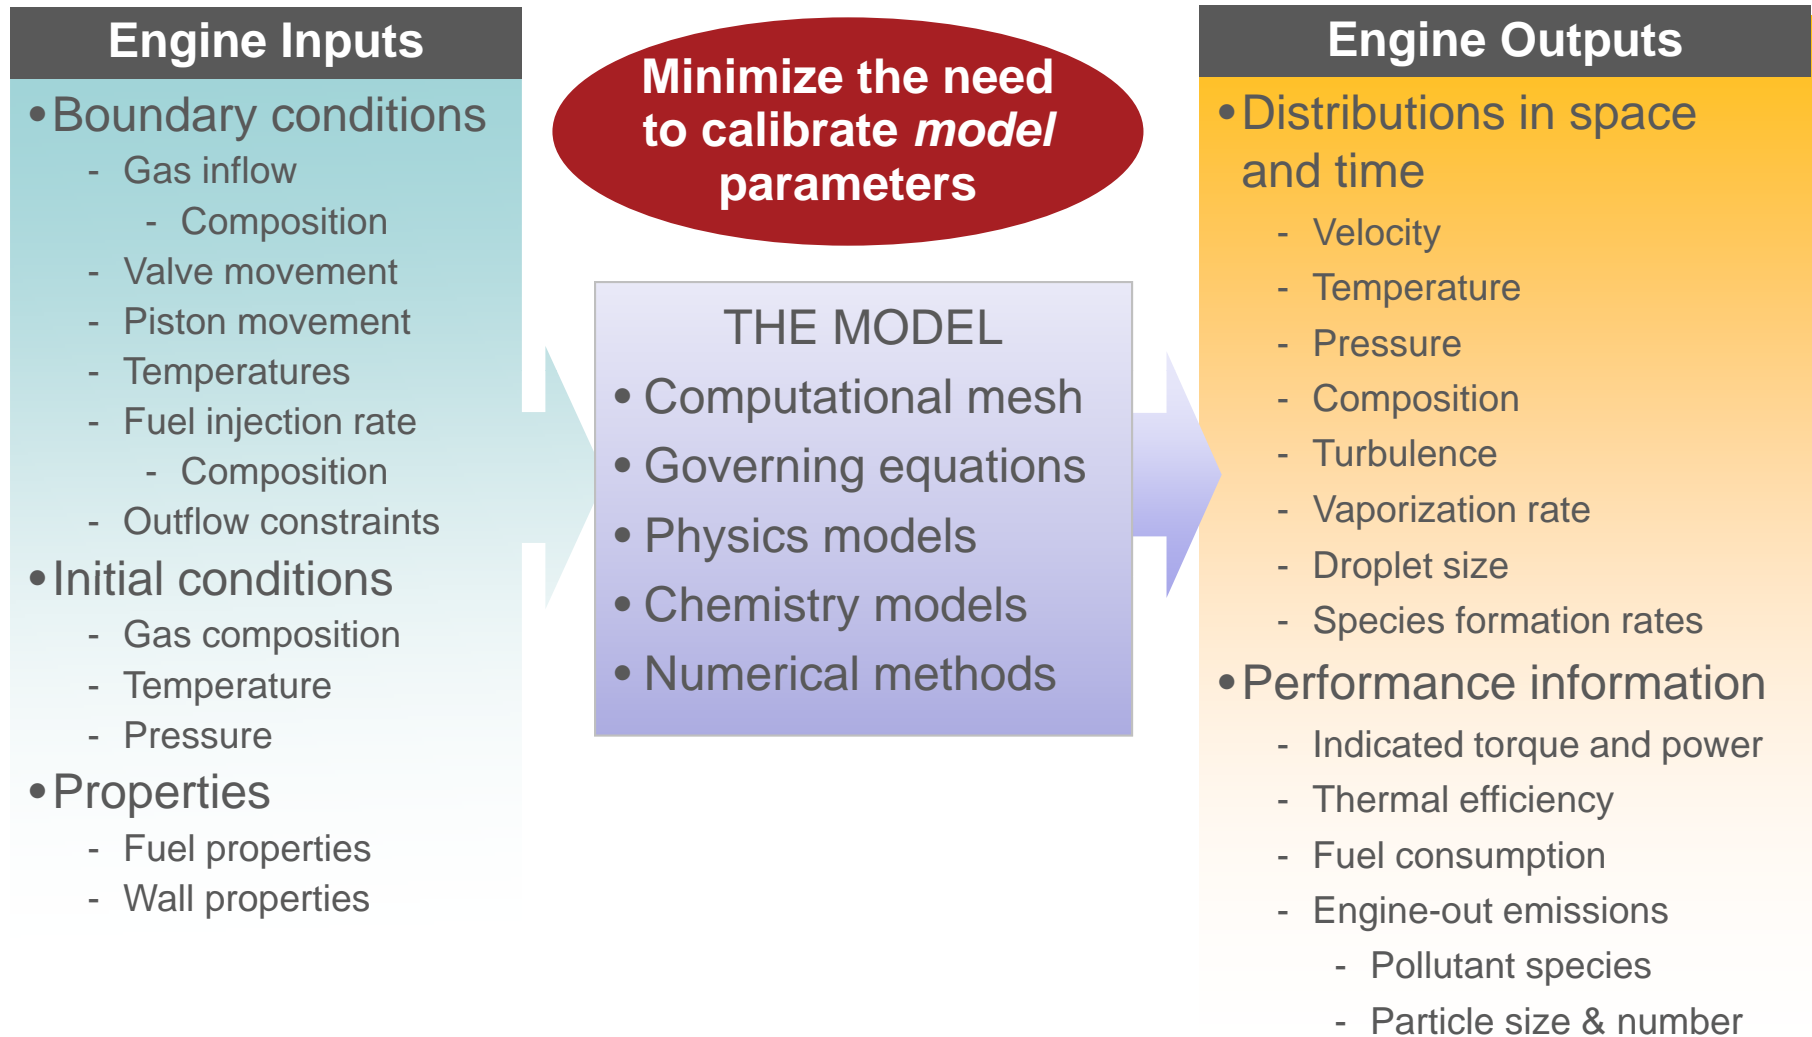 Engine Inputs
•Boundary conditions
- Gas inflow
- Composition
- Valve movement
- Piston movement
- Temperatures
- Fuel injection rate
- Composition
- Outflow constraints
•Initial conditions
- Gas composition
- Temperature
- Pressure
•Properties
- Fuel properties
- Wall properties
Minimize the need
to calibrate model
parameters
THE MODEL
• Computational mesh
• Governing equations
• Physics models
• Chemistry models
• Numerical methods
Engine Outputs
•Distributions in space
and time
- Velocity
- Temperature
- Pressure
- Composition
- Turbulence
- Vaporization rate
- Droplet size
- Species formation rates
•Performance information
- Indicated torque and power
- Thermal efficiency
- Fuel consumption
- Engine-out emissions
- Pollutant species
- Particle size & number